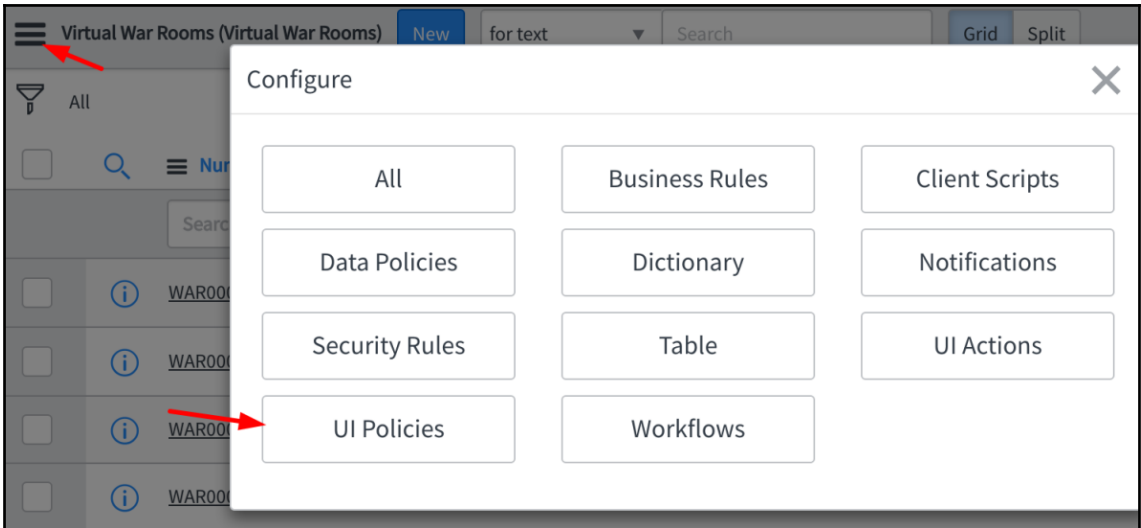 Virtual War Rooms (Virtual War Rooms) New for text Search Grid Split
Configure
All
All Business Rules Client Scripts
Data Policies Dictionary Notifications
Security Rules Table UI Actions
UI Policies Workflows